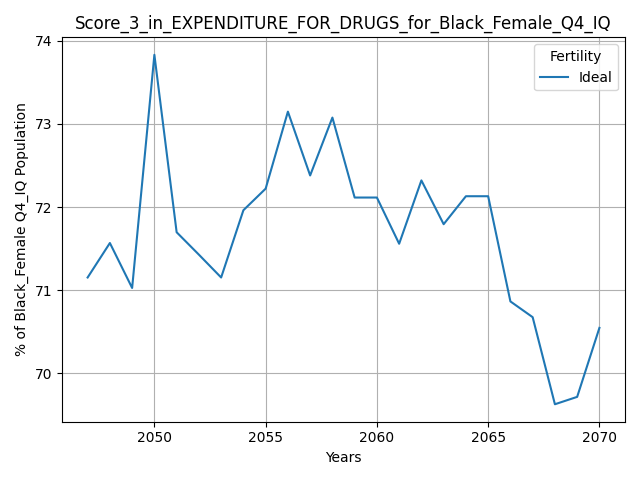 Score_3_in_EXPENDITURE_FOR_DRUGS_for_Black_Female_Q4_IQ
Fertility
Ideal
% of Black_Female Q4_IQ Population
74
73
72
71
70
2050
2055
2060
2065
2070
Years